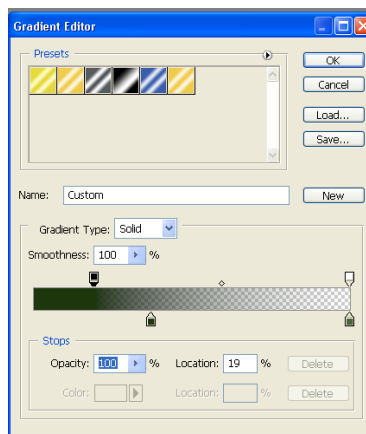 Gradient Editor
Presets
OK
Cancel
Load...
Save...
Name: Custom New
Gradient Type: Solid
Smoothness: 100 %
Stops
Opacity: 100 % Location: 19 % Delete
Color: Location: % Delete